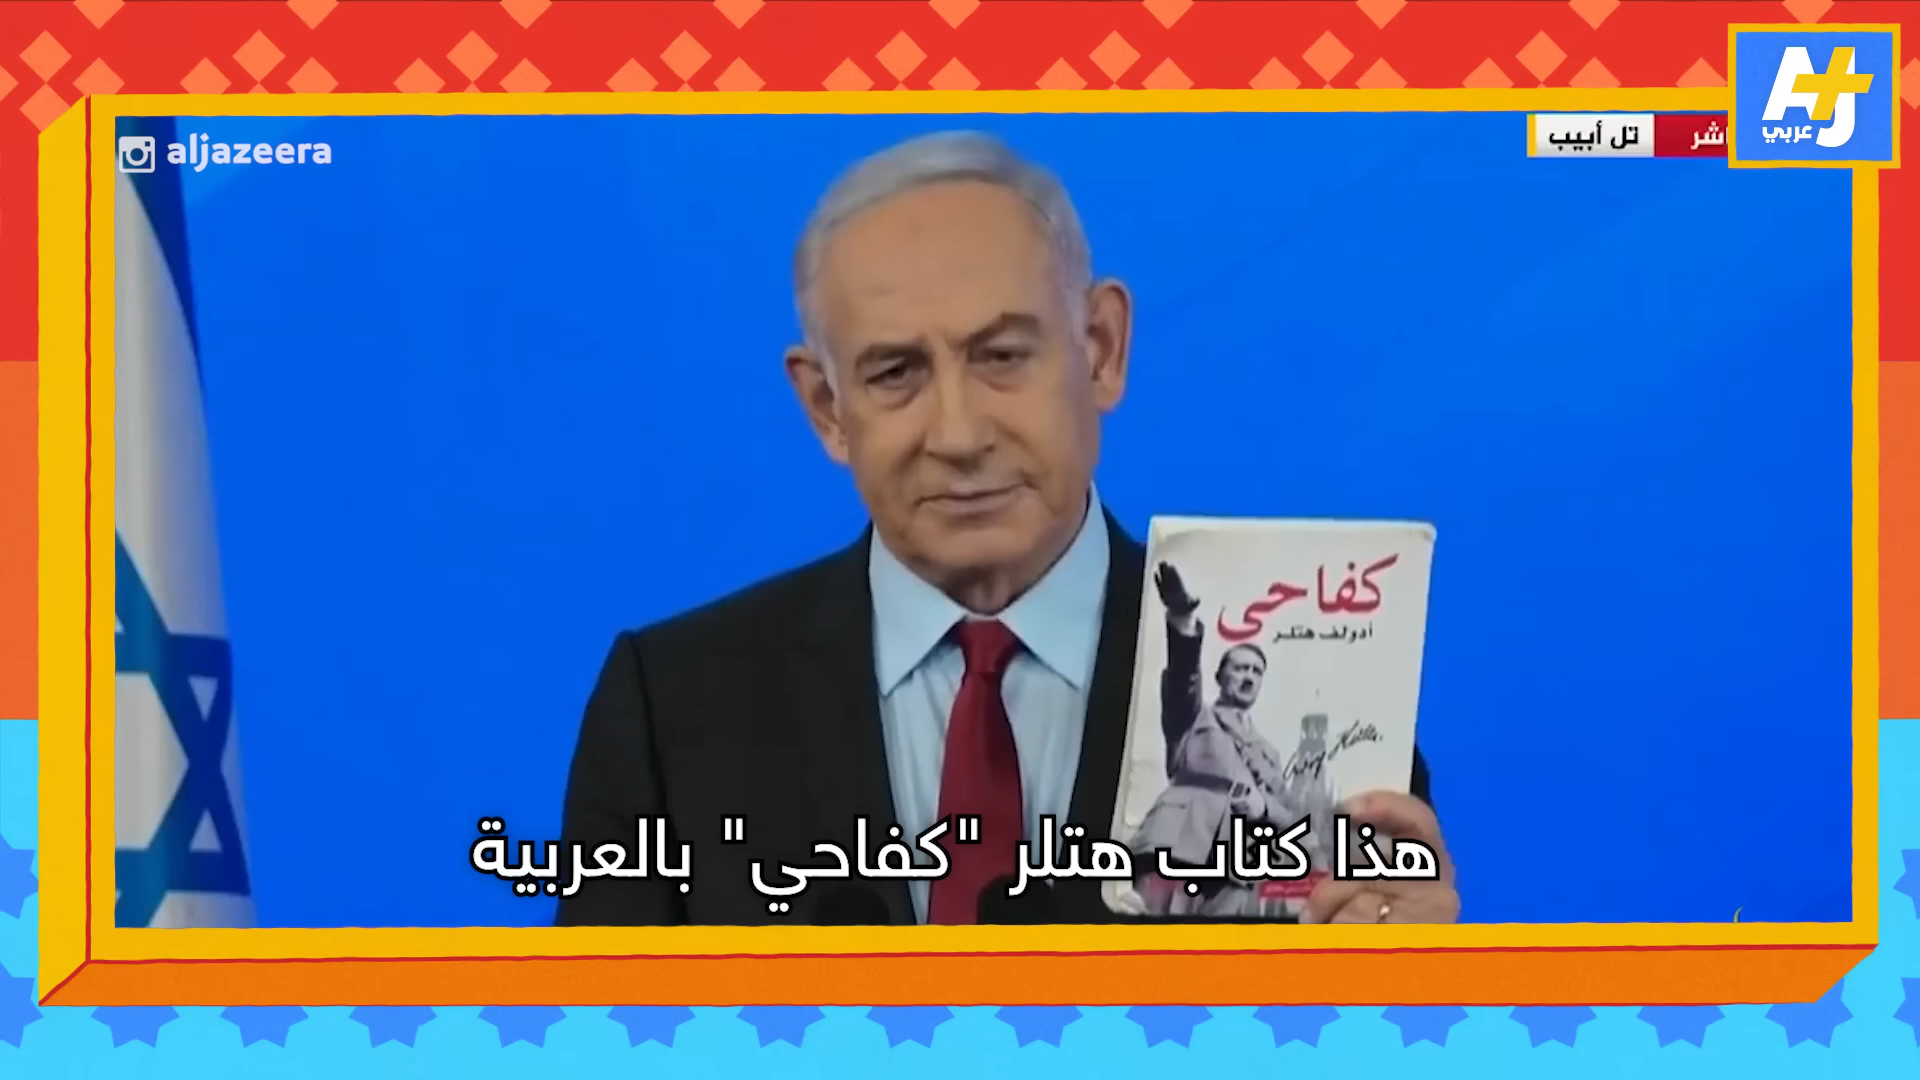 aljazeera
تل أبيب
عربي
كفاحي
أدولف هتلر
هذا كتاب هتلر "كفاحي" بالعربية